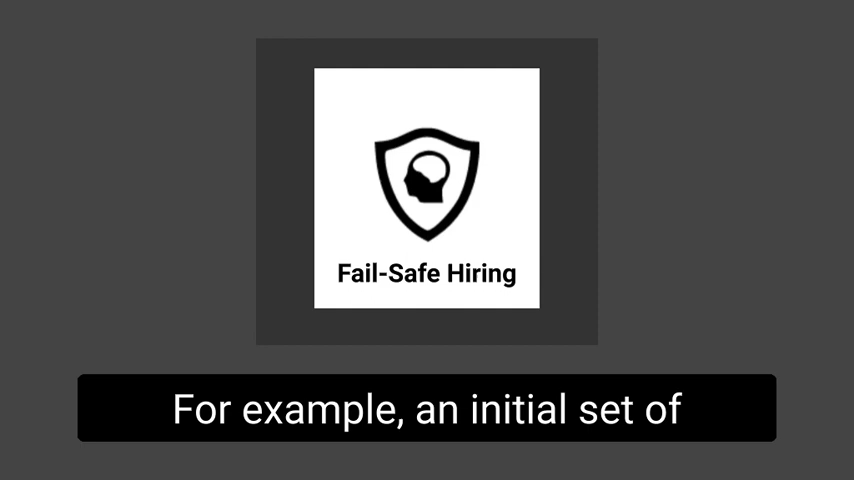 Fail-Safe Hiring
For example, an initial set of